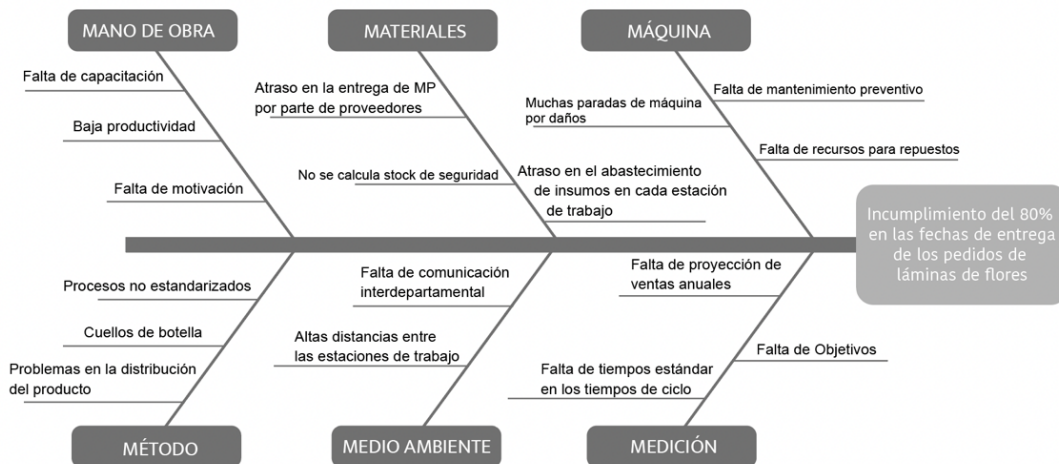 MANO DE OBRA
MATERIALES
MÁQUINA
Falta de capacitación
Baja productividad
Falta de motivación
Atraso en la entrega de MP
por parte de proveedores
No se calcula stock de seguridad
Atraso en el abastecimiento
de insumos en cada estación
de trabajo
Muchas paradas de máquina
por daños
Falta de mantenimiento preventivo
Falta de recursos para repuestos
Incumplimiento del 80%
en las fechas de entrega
de los pedidos de
láminas de flores
Procesos no estandarizados
Cuellos de botella
Problemas en la distribución
del producto
Falta de comunicación
interdepartamental
Altas distancias entre
las estaciones de trabajo
Falta de proyección de
ventas anuales
Falta de Objetivos
Falta de tiempos estándar
en los tiempos de ciclo
MÉTODO
MEDIO AMBIENTE
MEDICIÓN